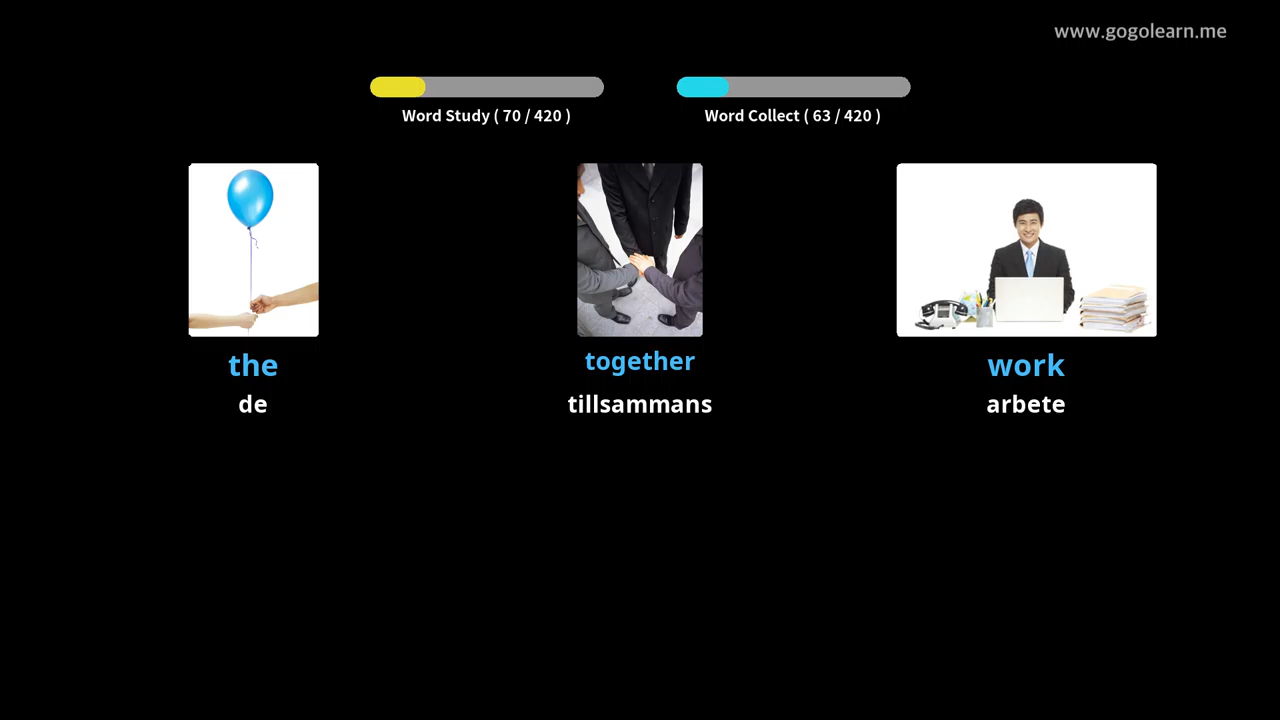 www.gogolearn.me
Word Study ( 70 / 420 )
Word Collect ( 63 / 420 )
the
together
work
de
tillsammans
arbete